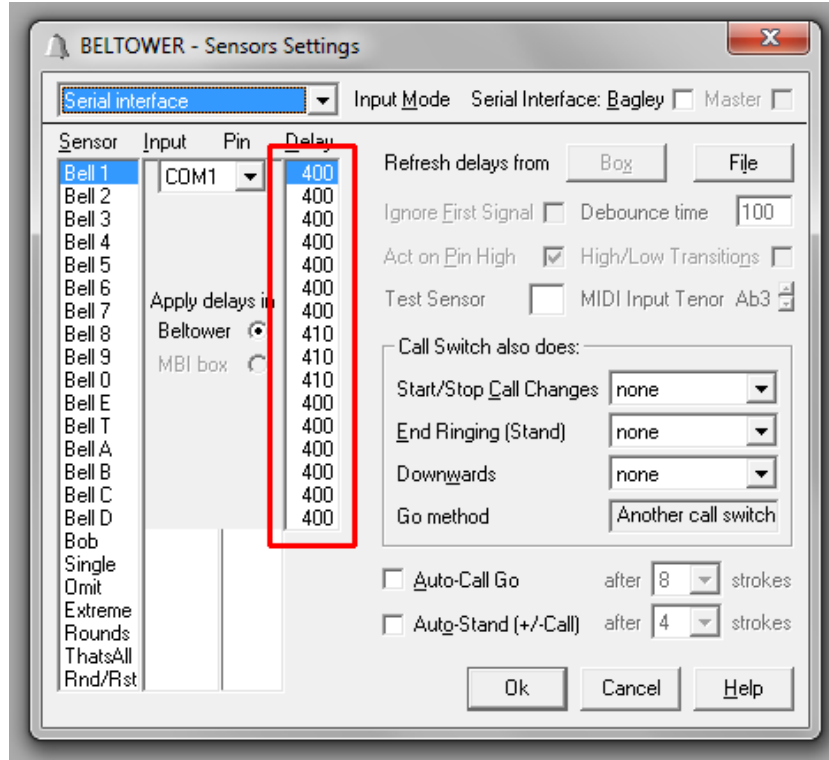 BELTOWER - Sensors Settings
Serial interface Input Mode Serial Interface: Bagley Master
Sensor Input Pin Delay
Bell 1 COM1 400
Bell 2 400
Bell 3 400
Bell 4 400
Bell 5 400
Bell 6 400
Bell 7 400
Bell 8 410
Bell 9 410
Bell 0 410
Bell E 400
Bell T 400
Bell A 400
Bell B 400
Bell C 400
Bell D 400
Bob
Single
Omit
Extreme
Rounds
ThatsAll
Rnd/Rst
Apply delays in
Beltower
MBI box
Refresh delays from Box File
Ignore First Signal Debounce time 100
Act on Pin High High/Low Transitions
Test Sensor MIDI Input Tenor Ab3
Call Switch also does:
Start/Stop Call Changes none
End Ringing (Stand) none
Downwards none
Go method Another call switch
Auto-Call Go after 8 strokes
Auto-Stand (+/-Call) after 4 strokes
Ok Cancel Help